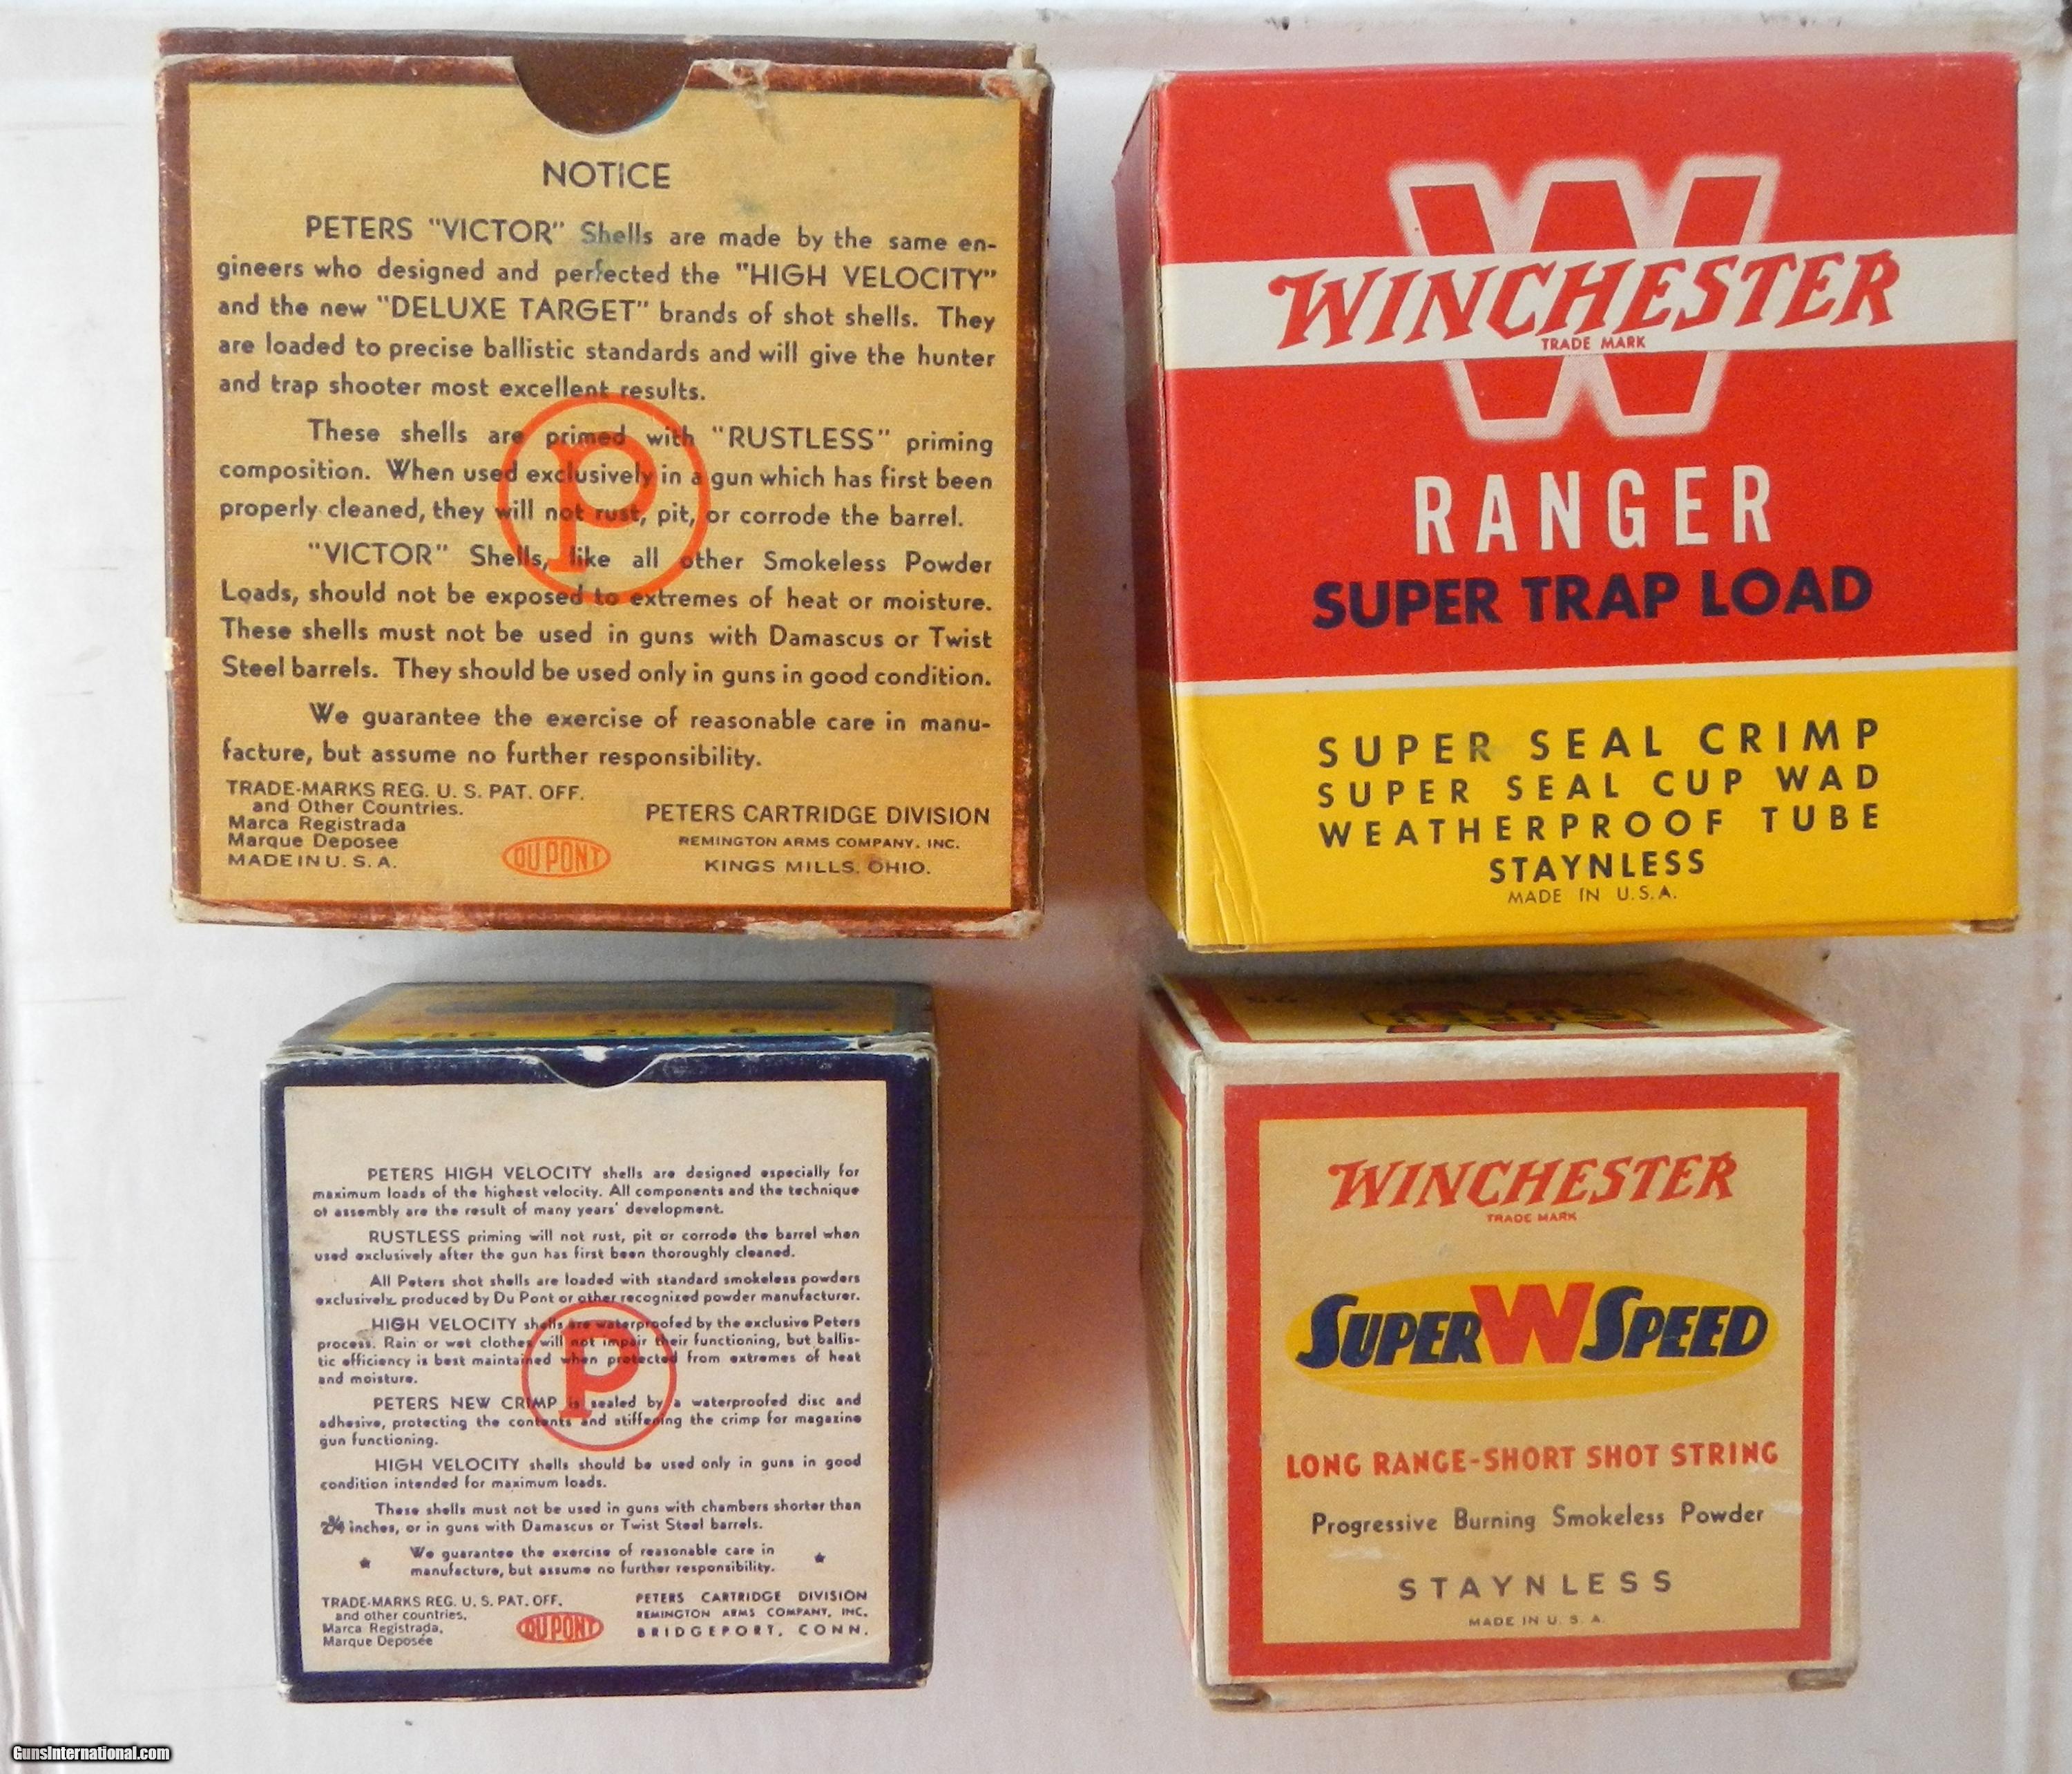 NOTICE
PETERS "VICTOR" Shells are made by the same en-
gineers who designed and perfected the "HIGH VELOCITY"
and the new "DELUXE TARGET" brands of shot shells. They
are loaded to precise ballistic standards and will give the hunter
and trap shooter most excellent results.
These shells are primed with "RUSTLESS" priming
composition. When used exclusively in a gun which has first been
properly cleaned, they will not rust, pit, or corrode the barrel.
"VICTOR" Shells, like all other Smokeless Powder
Loads, should not be exposed to extremes of heat or moisture.
These shells must not be used in guns with Damascus or Twist
Steel barrels. They should be used only in guns in good condition.
We guarantee the exercise of reasonable care in manu-
facture, but assume no further responsibility.
P
TRADE-MARKS REG. U. S. PAT. OFF.
and Other Countries.
Marca Registrada
Marque Deposee
MADE IN U. S. A.
DU PONT
PETERS CARTRIDGE DIVISION
REMINGTON ARMS COMPANY, INC.
KINGS MILLS, OHIO.
W
WINCHESTER
TRADE MARK
RANGER
SUPER TRAP LOAD
SUPER SEAL CRIMP
SUPER SEAL CUP WAD
WEATHERPROOF TUBE
STAYNLESS
MADE IN U.S.A.
PETERS HIGH VELOCITY shells are designed especially for
maximum loads of the highest velocity. All components and the technique
of assembly are the result of many years' development.
RUSTLESS priming will not rust, pit or corrode the barrel when
used exclusively after the gun has first been thoroughly cleaned.
All Peters shot shells are loaded with standard smokeless powders
exclusively produced by Du Pont or other recognized powder manufacturer.
HIGH VELOCITY shells are waterproofed by the exclusive Peters
process. Rain or wet clothes will not impair their functioning, but ballis-
tic efficiency is best maintained when protected from extremes of heat
and moisture.
PETERS NEW CRIMP is sealed by a waterproofed disc and
adhesive, protecting the contents and stiffening the crimp for magazine
gun functioning.
HIGH VELOCITY shells should be used only in guns in good
condition intended for maximum loads.
These shells must not be used in guns with chambers shorter than
2¾ inches, or in guns with Damascus or Twist Steel barrels.
We guarantee the exercise of reasonable care in
manufacture, but assume no further responsibility.
P
TRADE-MARKS REG. U. S. PAT. OFF.
and other countries.
Marca Registrada,
Marque Deposée
DU PONT
PETERS CARTRIDGE DIVISION
REMINGTON ARMS COMPANY, INC.
BRIDGEPORT, CONN.
WINCHESTER
TRADE MARK
SUPER W SPEED
LONG RANGE-SHORT SHOT STRING
Progressive Burning Smokeless Powder
STAYNLESS
MADE IN U. S. A.
GunsInternational.com